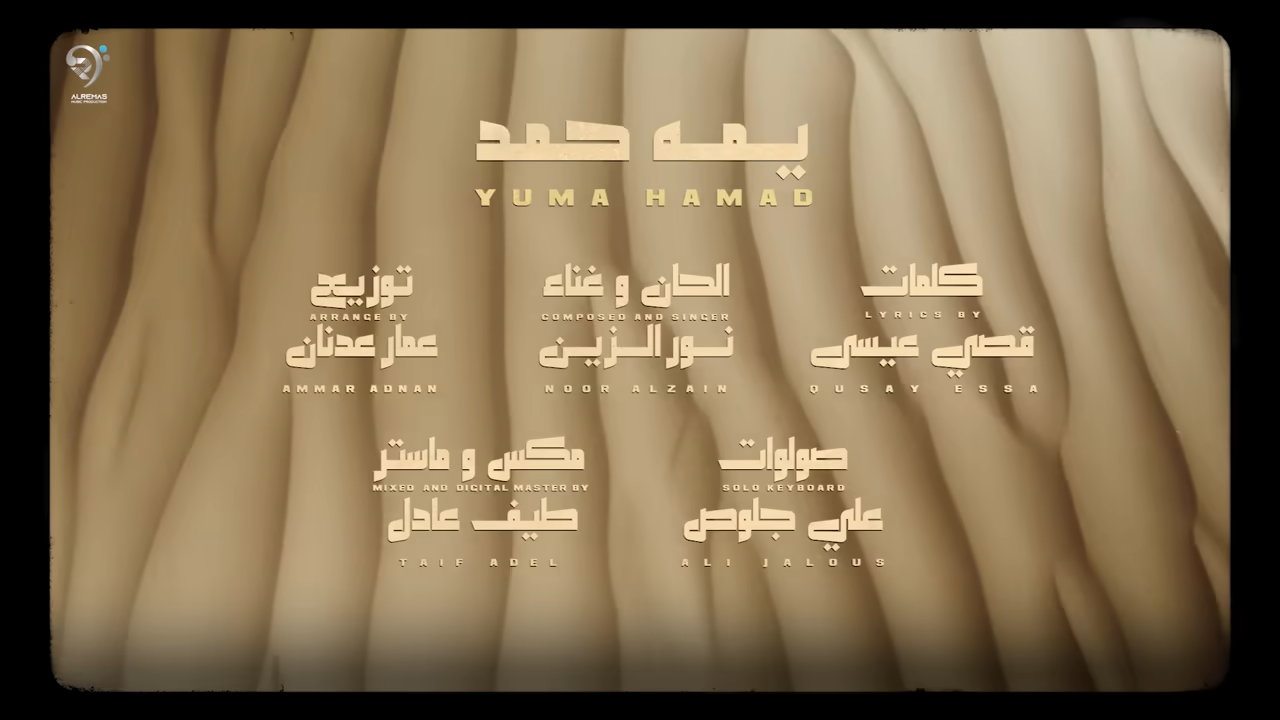 ALREMAS
MUSIC PRODUCTION
يمه حمد
YUMA HAMAD
كلمات
LYRICS BY
قصي عيسى
QUSAY ESSA
الحان و غناء
COMPOSED AND SINGER
نور الزين
NOOR ALZAIN
توزيع
ARRANGE BY
عمار عدنان
AMMAR ADNAN
صولوات
SOLO KEYBOARD
علي جلوص
ALI JALOUS
مكس و ماستر
MIXED AND DIGITAL MASTER BY
طيف عادل
TAIF ADEL